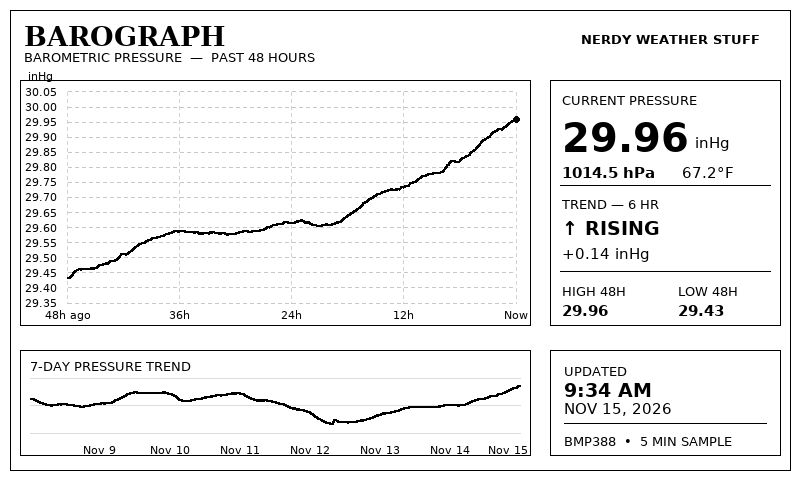 BAROGRAPH
BAROMETRIC PRESSURE — PAST 48 HOURS
NERDY WEATHER STUFF
inHg
30.05
30.00
29.95
29.90
29.85
29.80
29.75
29.70
29.65
29.60
29.55
29.50
29.45
29.40
29.35
48h ago 36h 24h 12h Now
CURRENT PRESSURE
29.96 inHg
1014.5 hPa 67.2°F
TREND — 6 HR
↑ RISING
+0.14 inHg
HIGH 48H LOW 48H
29.96 29.43
7-DAY PRESSURE TREND
Nov 9 Nov 10 Nov 11 Nov 12 Nov 13 Nov 14 Nov 15
UPDATED
9:34 AM
NOV 15, 2026
BMP388 • 5 MIN SAMPLE